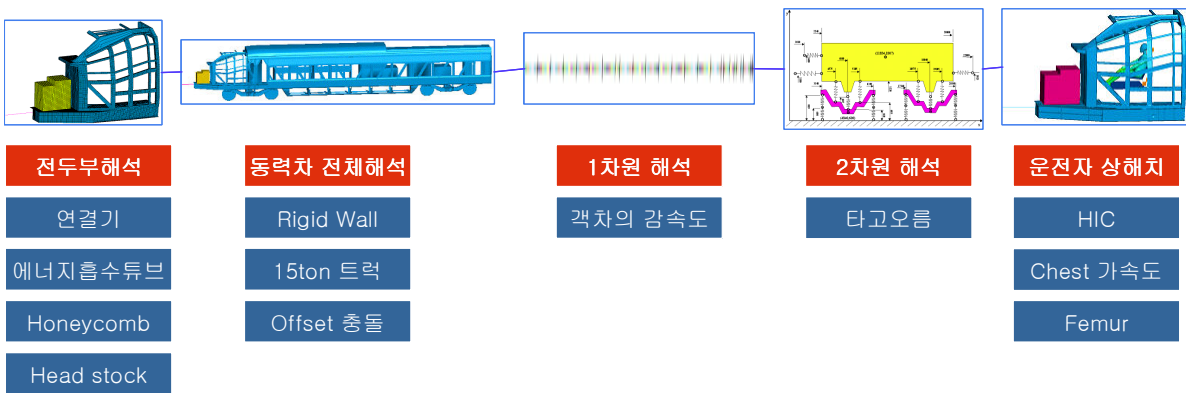 전두부해석
연결기
에너지흡수튜브
Honeycomb
Head stock
동력차 전체해석
Rigid Wall
15ton 트럭
Offset 충돌
1차원 해석
객차의 감속도
2차원 해석
타고오름
운전자 상해치
HIC
Chest 가속도
Femur